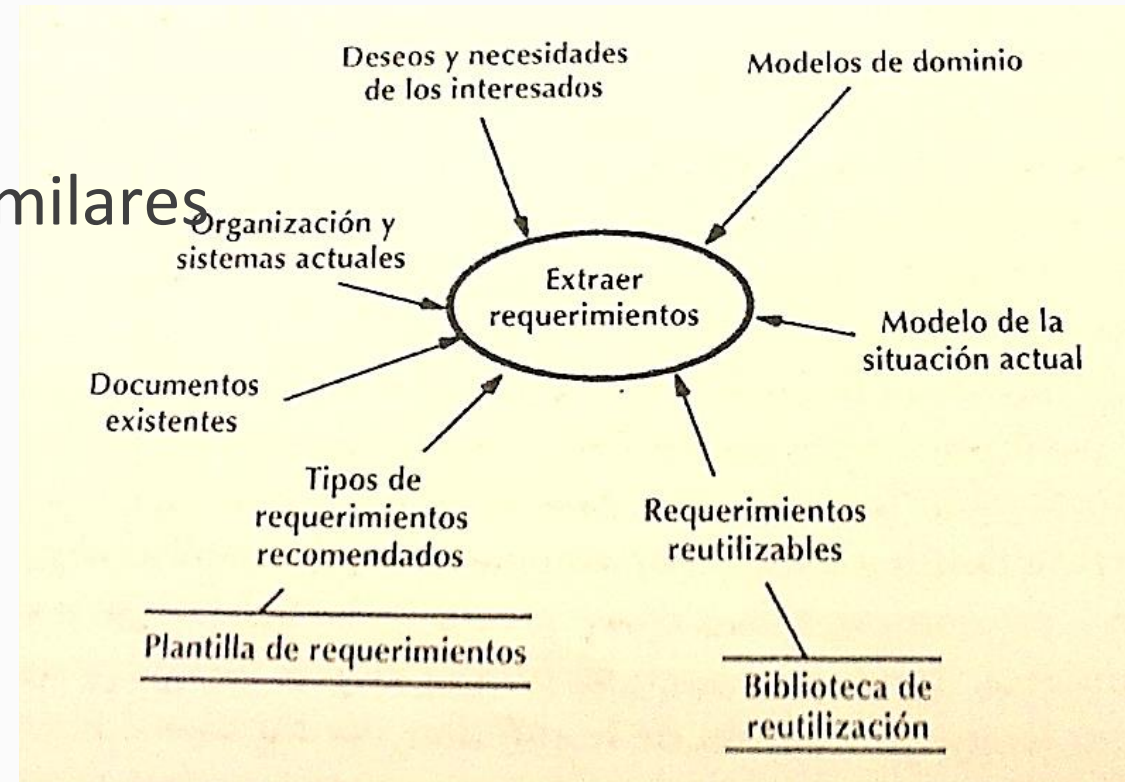 Deseos y necesidades
de los interesados
Modelos de dominio
milares
Organización y
sistemas actuales
Extraer
requerimientos
Modelo de la
situación actual
Documentos
existentes
Tipos de
requerimientos
recomendados
Requerimientos
reutilizables
Plantilla de requerimientos
Biblioteca de
reutilización